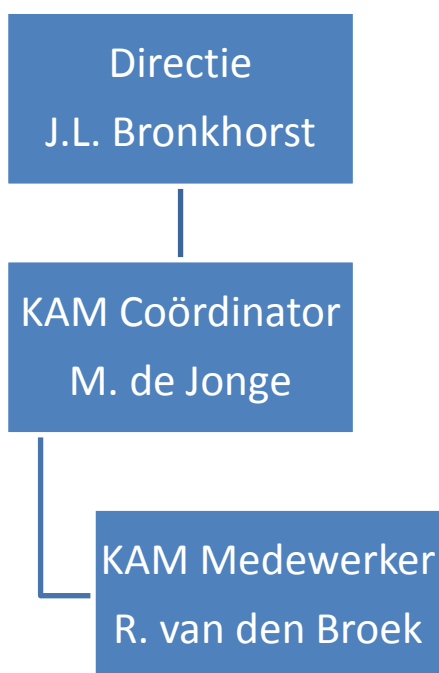 Directie
J.L. Bronkhorst
KAM Coördinator
M. de Jonge
KAM Medewerker
R. van den Broek